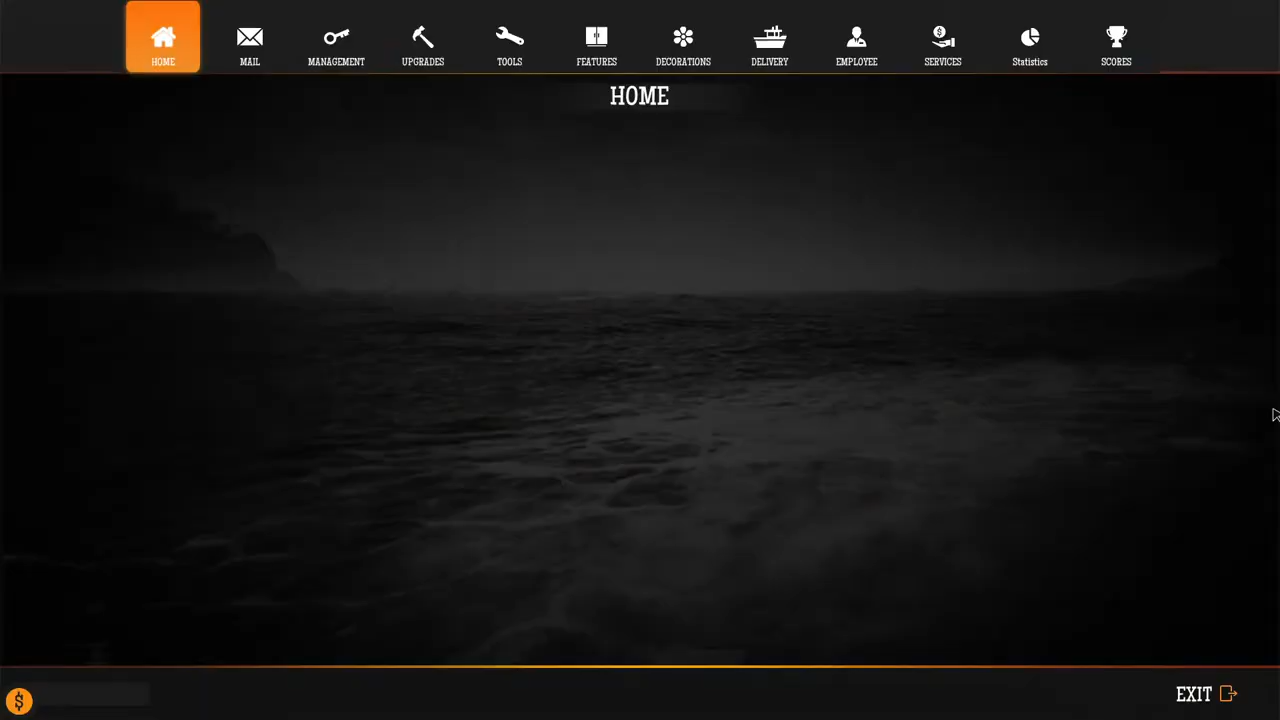 HOME
MAIL
MANAGEMENT
UPGRADES
TOOLS
FEATURES
DECORATIONS
DELIVERY
EMPLOYEE
SERVICES
Statistics
SCORES
HOME
$
EXIT